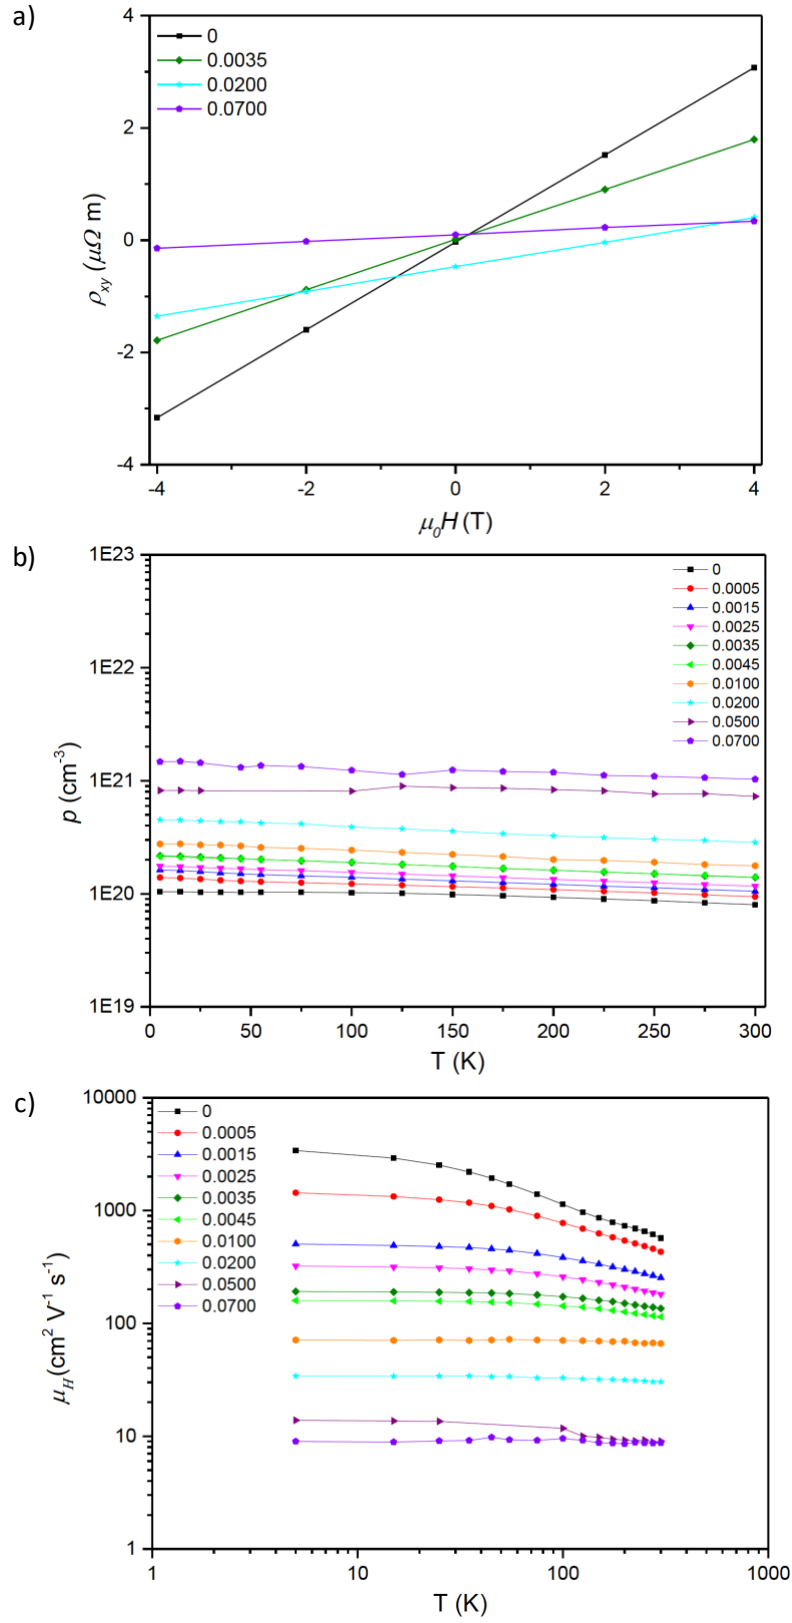 a)
4
2
0
-2
-4
ρxy (μΩ m)
0
0.0035
0.0200
0.0700
-4 -2 0 2 4
μ0H (T)
b)
1E23
1E22
1E21
1E20
1E19
p (cm-3)
0
0.0005
0.0015
0.0025
0.0035
0.0045
0.0100
0.0200
0.0500
0.0700
0 50 100 150 200 250 300
T (K)
c)
10000
1000
100
10
1
μH (cm2 V-1 s-1)
0
0.0005
0.0015
0.0025
0.0035
0.0045
0.0100
0.0200
0.0500
0.0700
1 10 100 1000
T (K)